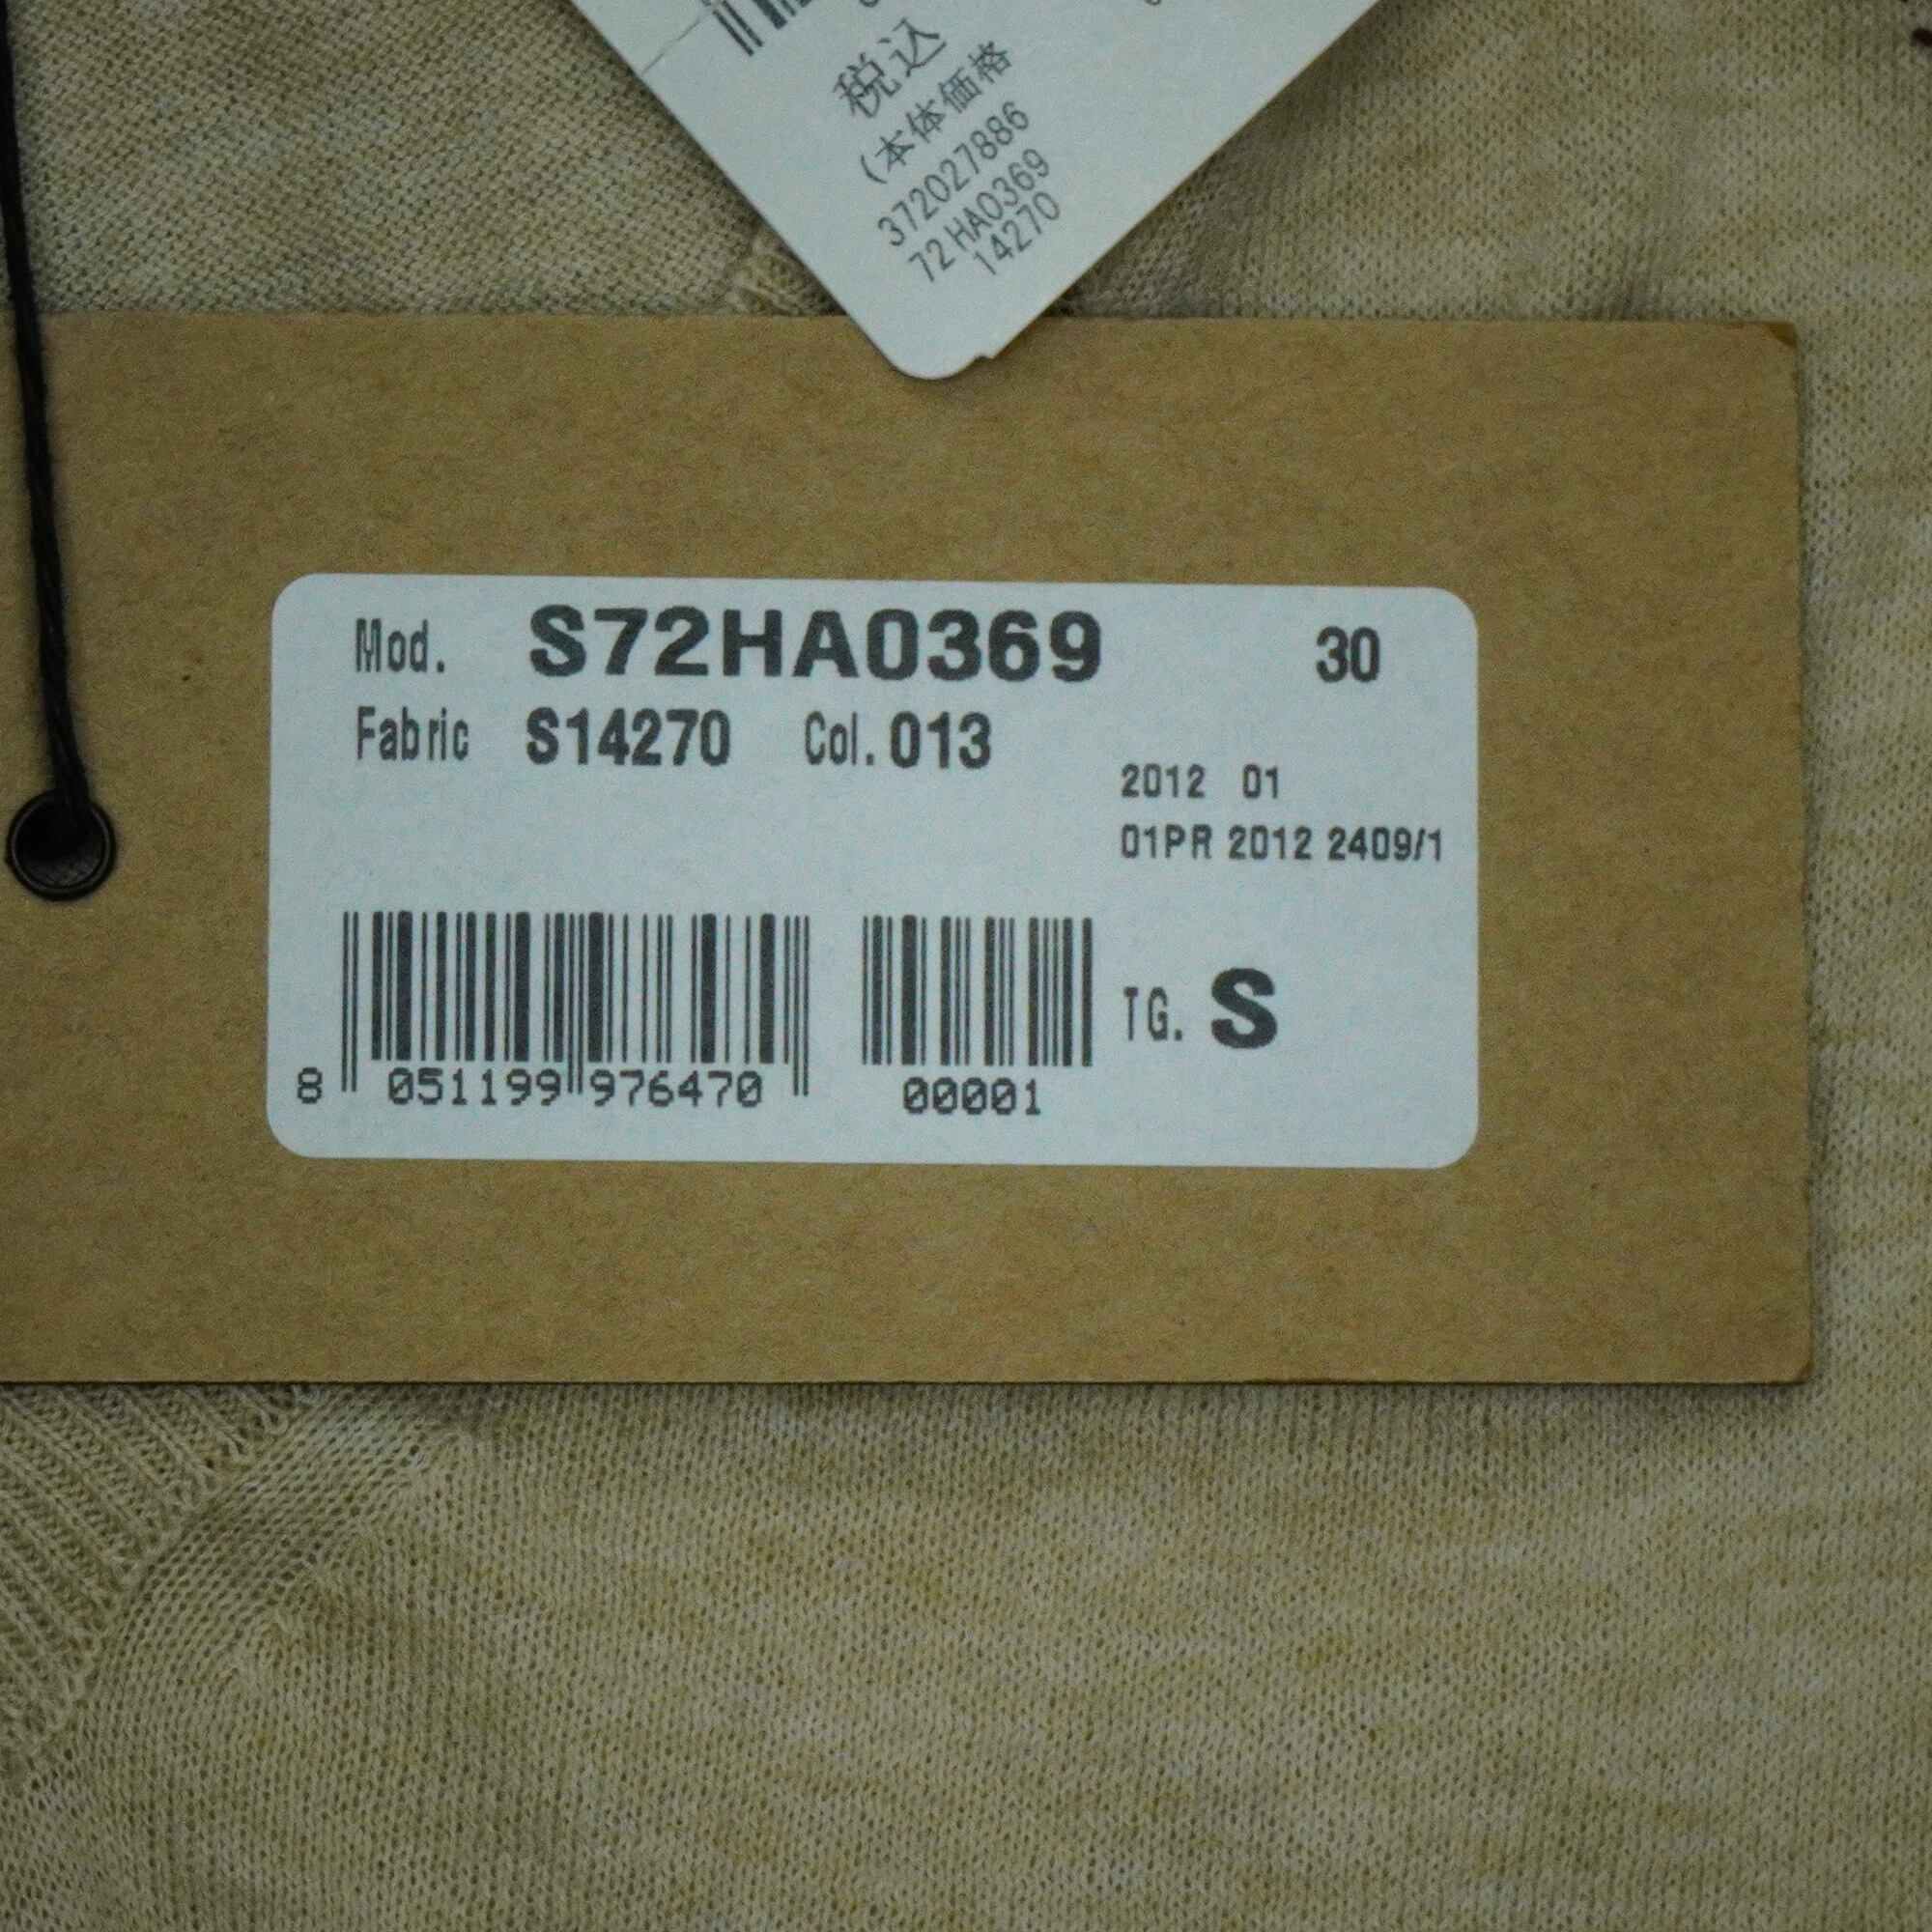 税込
(本体価格
372027886
72 HA0369
14270
Mod. S72HA0369 30
Fabric S14270 Col. 013
2012 01
01PR 2012 2409/1
TG. S
8 051199 976470 00001